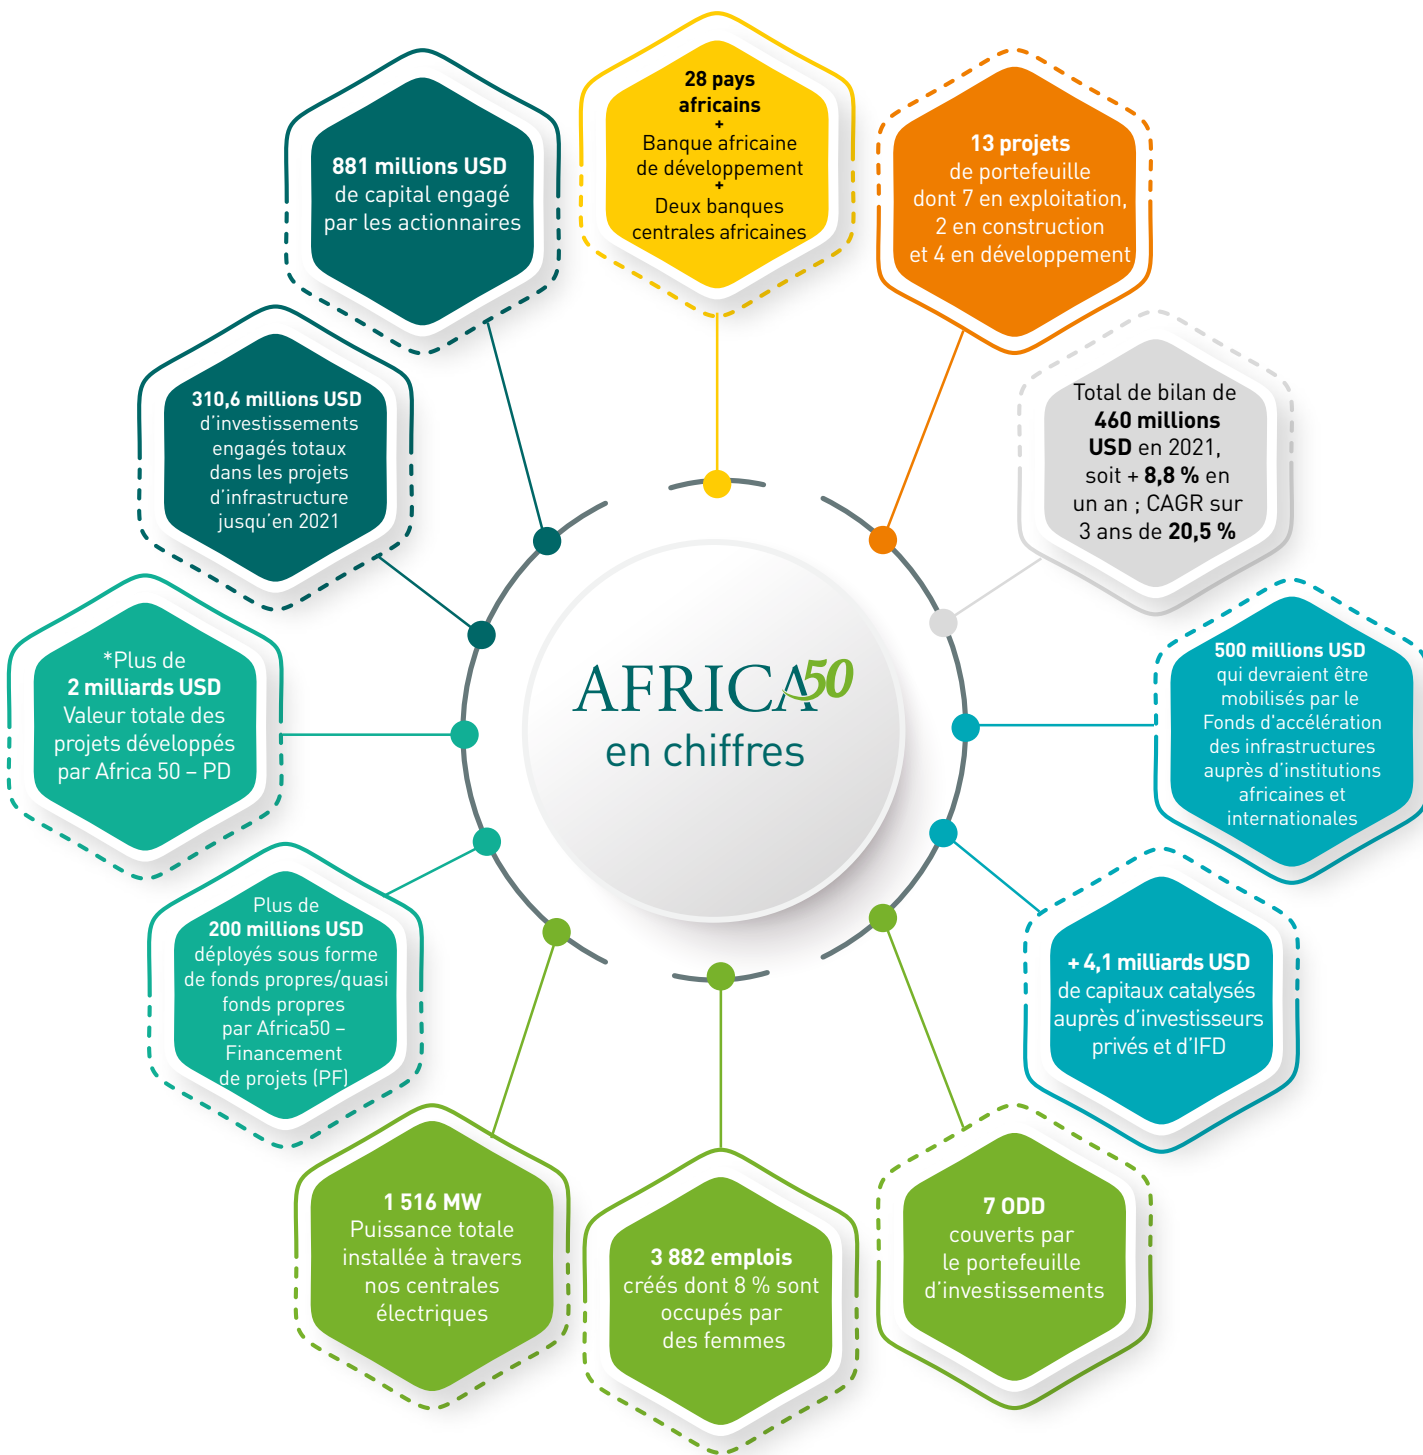 28 pays
africains
+
Banque africaine
de développement
+
Deux banques
centrales africaines
13 projets
de portefeuille
dont 7 en exploitation,
2 en construction
et 4 en développement
Total de bilan de
460 millions
USD en 2021,
soit + 8,8 % en
un an ; CAGR sur
3 ans de 20,5 %
500 millions USD
qui devraient être
mobilisés par le
Fonds d'accélération
des infrastructures
auprès d'institutions
africaines et
internationales
+ 4,1 milliards USD
de capitaux catalysés
auprès d'investisseurs
privés et d'IFD
7 ODD
couverts par
le portefeuille
d'investissements
3 882 emplois
créés dont 8 % sont
occupés par
des femmes
1 516 MW
Puissance totale
installée à travers
nos centrales
électriques
Plus de
200 millions USD
déployés sous forme
de fonds propres/quasi
fonds propres
par Africa50 –
Financement
de projets (PF)
*Plus de
2 milliards USD
Valeur totale des
projets développés
par Africa 50 – PD
310,6 millions USD
d'investissements
engagés totaux
dans les projets
d'infrastructure
jusqu'en 2021
881 millions USD
de capital engagé
par les actionnaires
AFRICA50
en chiffres